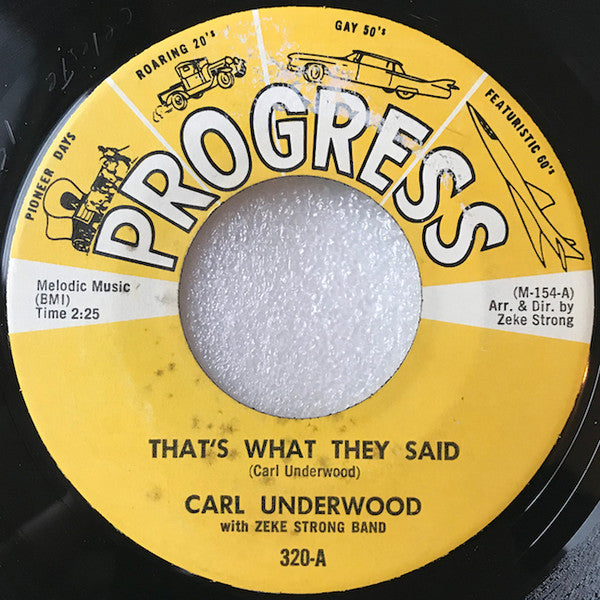 PIONEER DAYS
ROARING 20's
GAY 50's
FEATURISTIC 60's
PROGRESS
Melodic Music
(BMI)
Time 2:25
(M-154-A)
Arr. & Dir. by
Zeke Strong
THAT'S WHAT THEY SAID
(Carl Underwood)
CARL UNDERWOOD
with ZEKE STRONG BAND
320-A